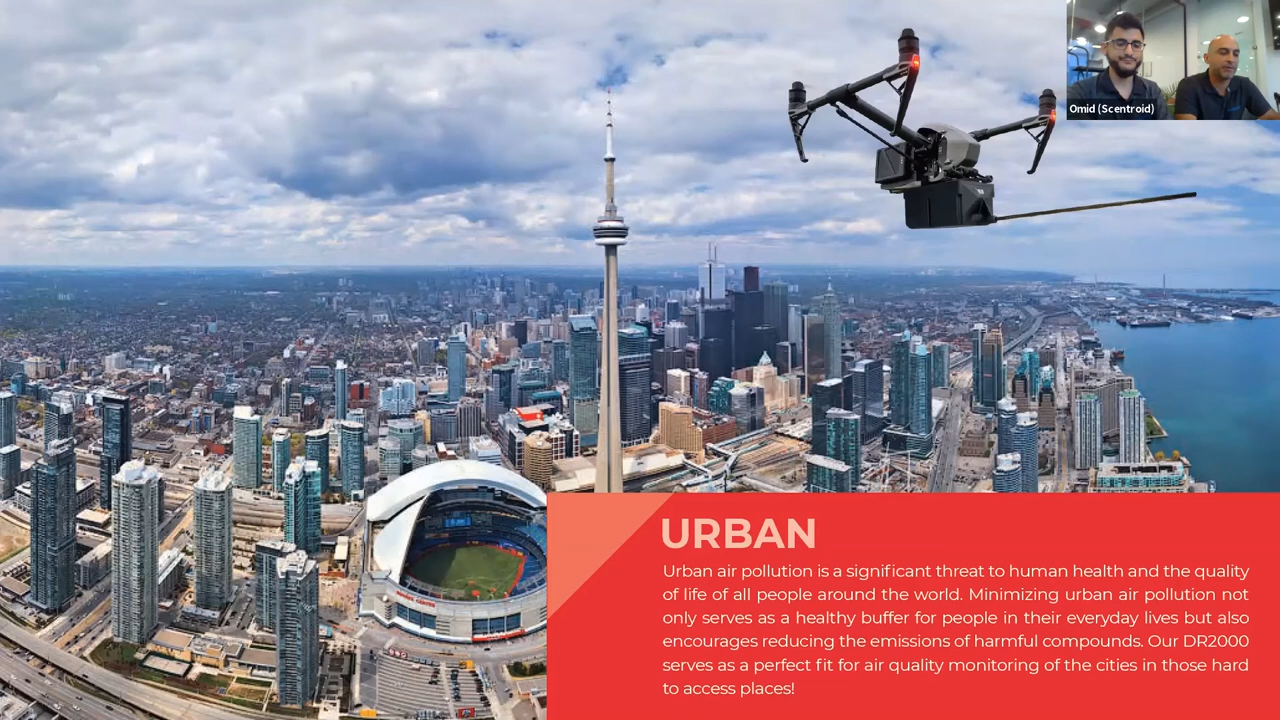 Omid (Scentroid)
URBAN
Urban air pollution is a significant threat to human health and the quality
of life of all people around the world. Minimizing urban air pollution not
only serves as a healthy buffer for people in their everyday lives but also
encourages reducing the emissions of harmful compounds. Our DR2000
serves as a perfect fit for air quality monitoring of the cities in those hard
to access places!